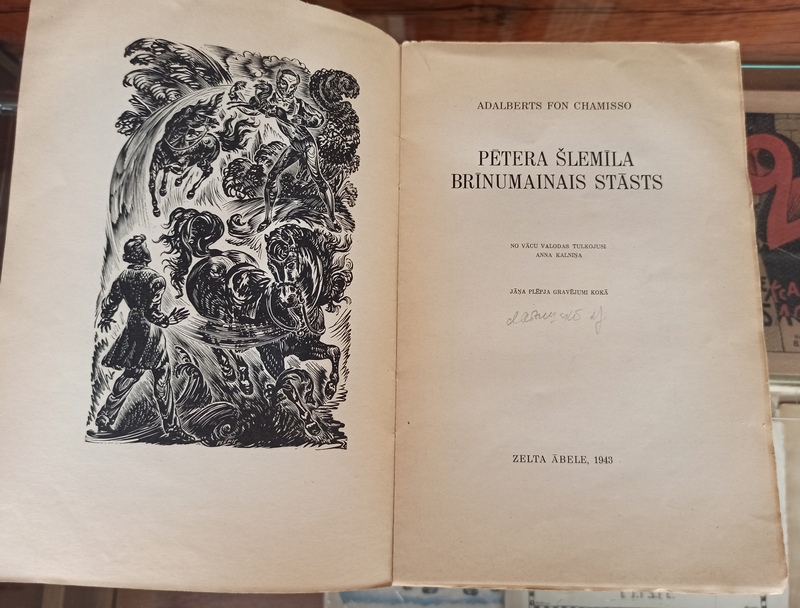 ADALBERTS FON CHAMISSO
PĒTERA ŠLEMĪLA
BRĪNUMAINAIS STĀSTS
NO VĀCU VALODAS TULKOJUSI
ANNA KALNIŅA
JĀŅA PLĒPJA GRAVĒJUMI KOKĀ
ZELTA ĀBELE, 1943